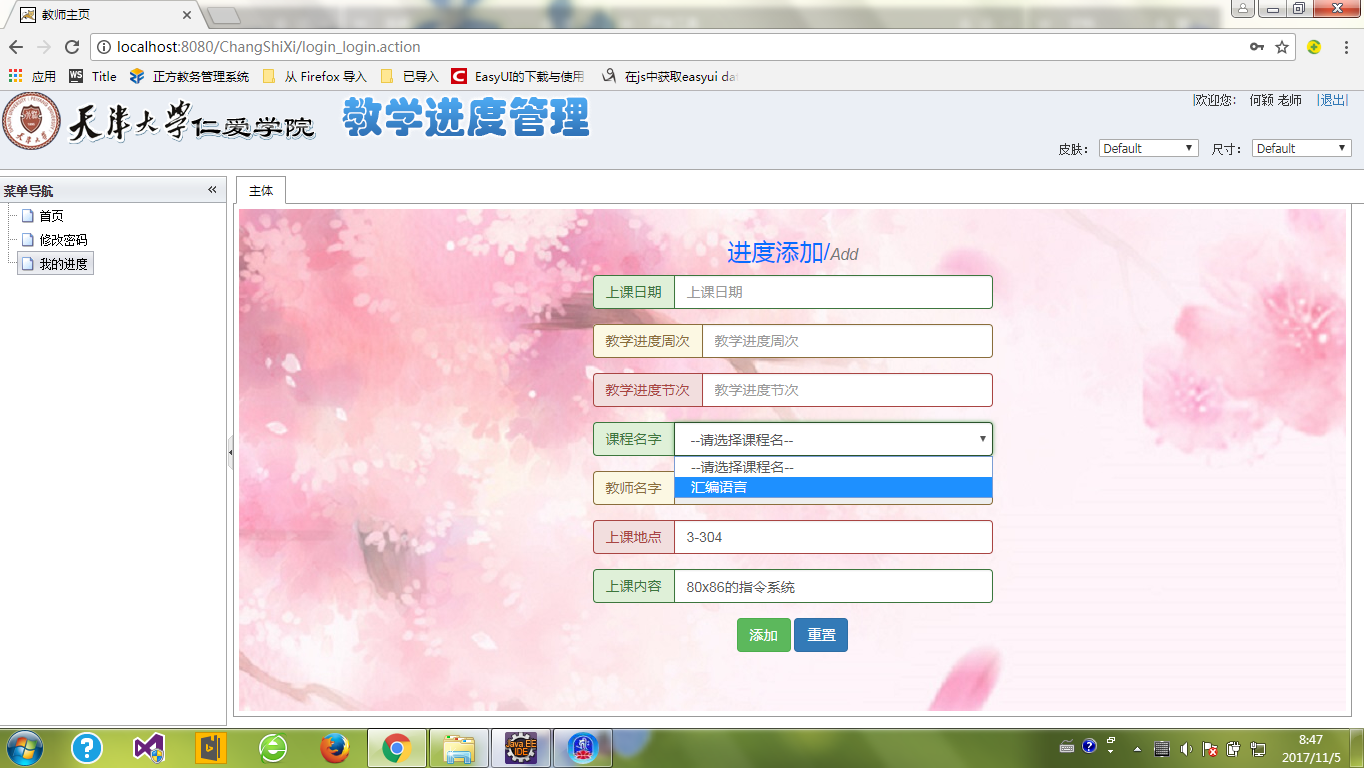 教师主页
localhost:8080/ChangShiXi/login_login.action
应用 WS Title 正方教务管理系统 从 Firefox 导入 已导入 EasyUI的下载与使用 在js中获取easyui da
天津大学仁爱学院 教学进度管理
|欢迎您: 何颖 老师 |退出|
皮肤: Default 尺寸: Default
菜单导航
首页
修改密码
我的进度
主体
进度添加/Add
上课日期 上课日期
教学进度周次 教学进度周次
教学进度节次 教学进度节次
课程名字 --请选择课程名--
--请选择课程名--
汇编语言
教师名字
上课地点 3-304
上课内容 80x86的指令系统
添加 重置
Java EE
IDE
8:47
2017/11/5